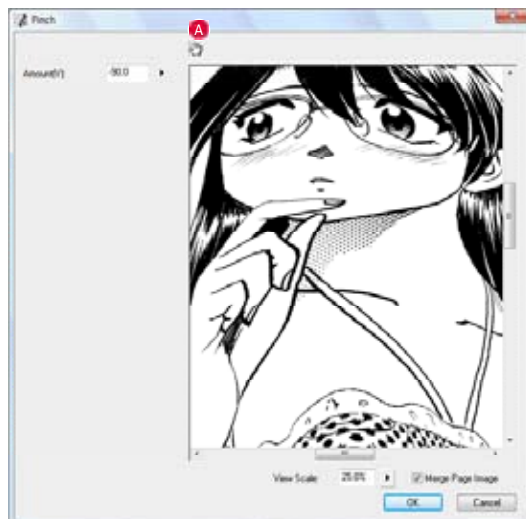 Pinch
A
Amount(V): -90.0
View Scale: 25.0% Merge Page Image
OK Cancel